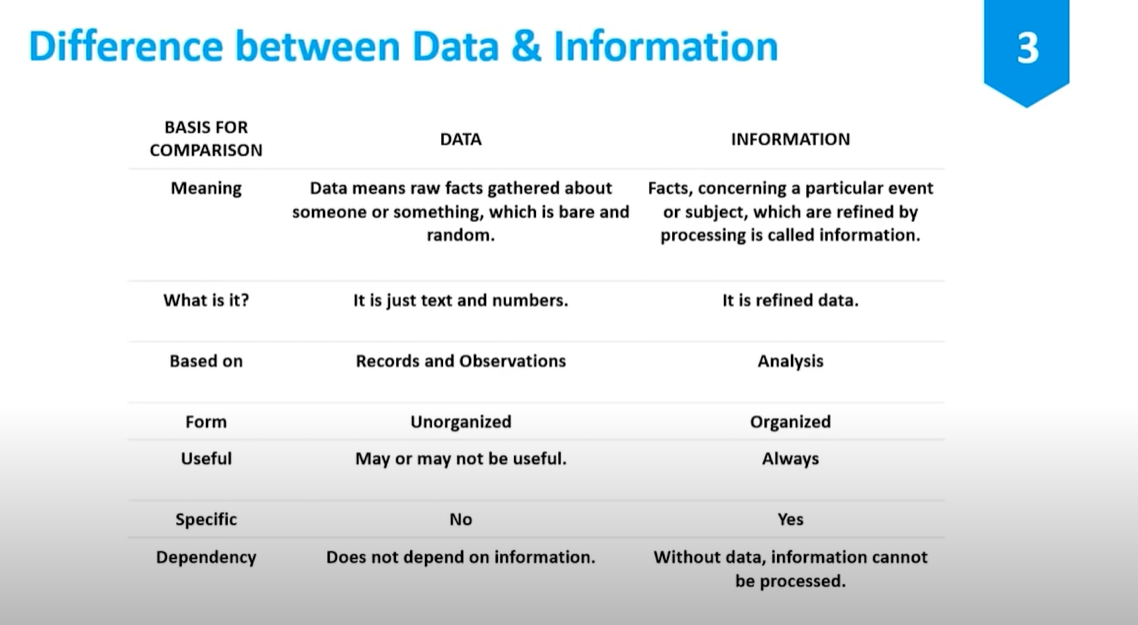 Difference between Data & Information
3
BASIS FOR
COMPARISON
DATA
INFORMATION
Meaning
Data means raw facts gathered about
someone or something, which is bare and
random.
Facts, concerning a particular event
or subject, which are refined by
processing is called information.
What is it?
It is just text and numbers.
It is refined data.
Based on
Records and Observations
Analysis
Form
Unorganized
Organized
Useful
May or may not be useful.
Always
Specific
No
Yes
Dependency
Does not depend on information.
Without data, information cannot
be processed.